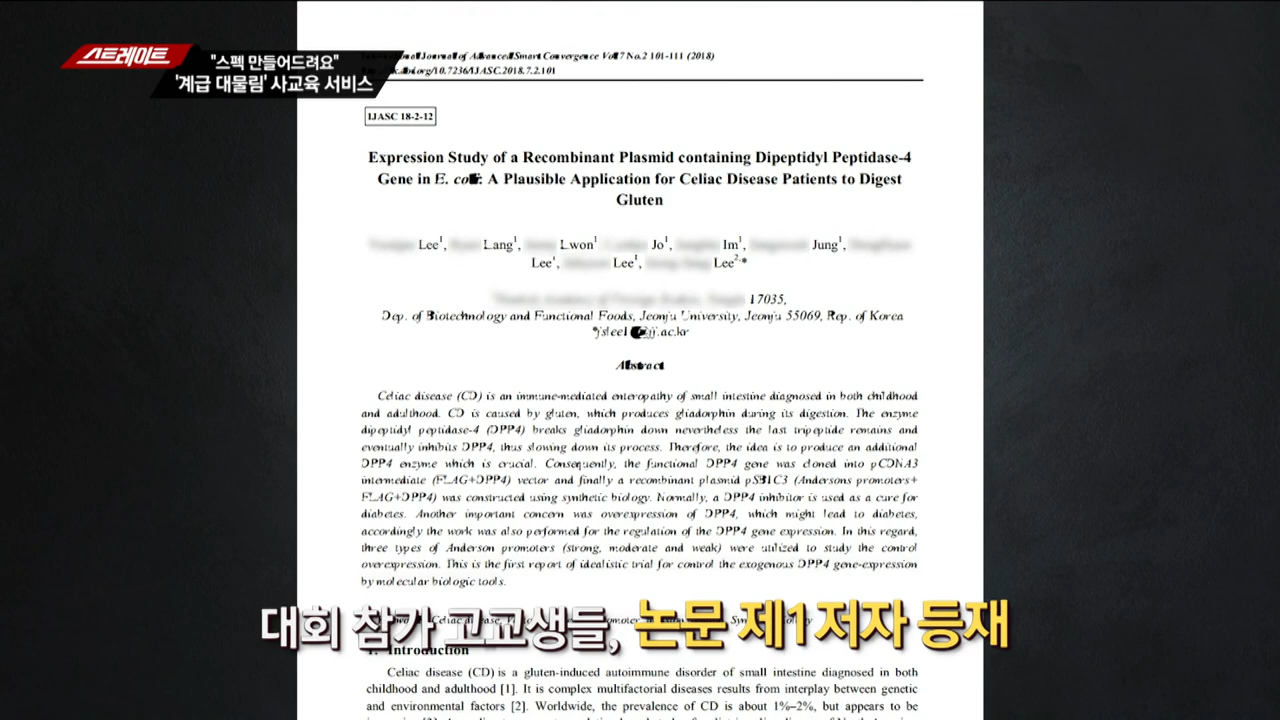 스트레이트
"스펙 만들어드려요"
'계급 대물림' 사교육 서비스
International Journal of Advanced Smart Convergence Vol.7 No.2 101-111 (2018)
org/10.7236/IJASC.2018.7.2.101
IJASC 18-2-12
Expression Study of a Recombinant Plasmid containing Dipeptidyl Peptidase-4
Gene in E. coli: A Plausible Application for Celiac Disease Patients to Digest
Gluten
Lee1, Lang1, Lwon1 Jo1, Im1, Jung1,
Lee1, Lee1, Lee2,*
17035,
Dep. of Biotechnology and Functional Foods, Jeonju University, Jeonju 55069, Rep. of Korea
.ac.kr
Abstract
Celiac disease (CD) is an immune-mediated enteropathy of small intestine diagnosed in both childhood
and adulthood. CD is caused by gluten, which produces gliadorphin during its digestion. The enzyme
dipeptidyl peptidase-4 (DPP4) breaks gliadorphin down nevertheless the last tripeptide remains and
eventually inhibits DPP4, thus slowing down its process. Therefore, the idea is to produce an additional
DPP4 enzyme which is crucial. Consequently, the functional DPP4 gene was cloned into pCDNA3
intermediate (FLAG+DPP4) vector and finally a recombinant plasmid pSB1C3 (Andersons promoters+
FLAG+DPP4) was constructed using synthetic biology. Normally, a DPP4 inhibitor is used as a cure for
diabetes. Another important concern was overexpression of DPP4, which might lead to diabetes,
accordingly the work was also performed for the regulation of the DPP4 gene expression. In this regard,
three types of Anderson promoters (strong, moderate and weak) were utilized to study the control
overexpression. This is the first report of idealistic trial for control the exogenous DPP4 gene-expression
by molecular biologic tools.
대회 참가 고교생들, 논문 제1저자 등재
1. Introduction
Celiac disease (CD) is a gluten-induced autoimmune disorder of small intestine diagnosed in both
childhood and adulthood [1]. It is complex multifactorial diseases results from interplay between genetic
and environmental factors [2]. Worldwide, the prevalence of CD is about 1%–2%, but appears to be